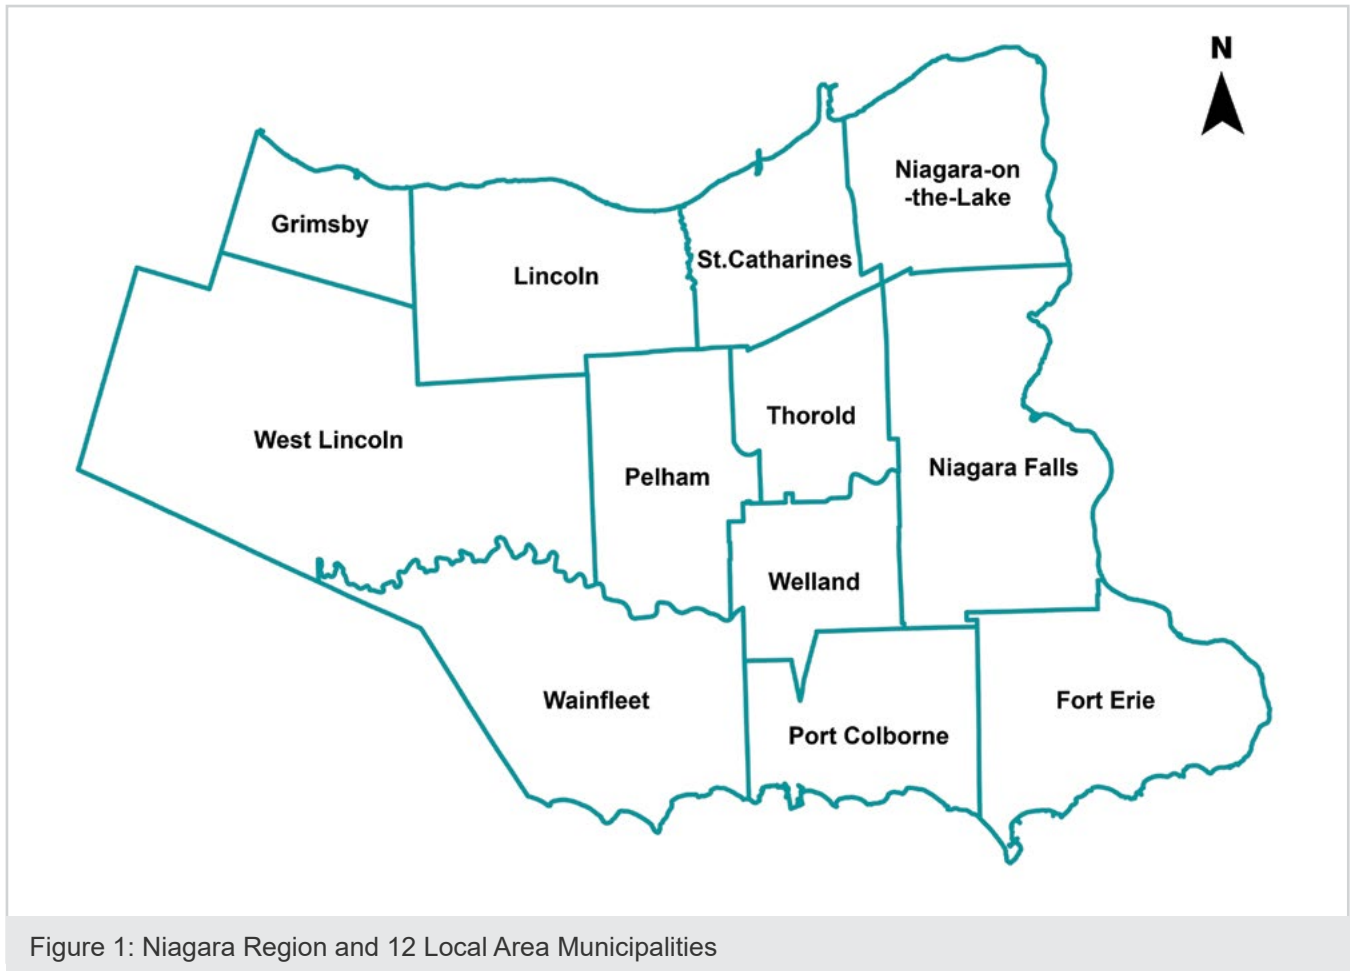 N
Niagara-on
-the-Lake
Grimsby
St.Catharines
Lincoln
Thorold
West Lincoln
Niagara Falls
Pelham
Welland
Wainfleet
Fort Erie
Port Colborne
Figure 1: Niagara Region and 12 Local Area Municipalities